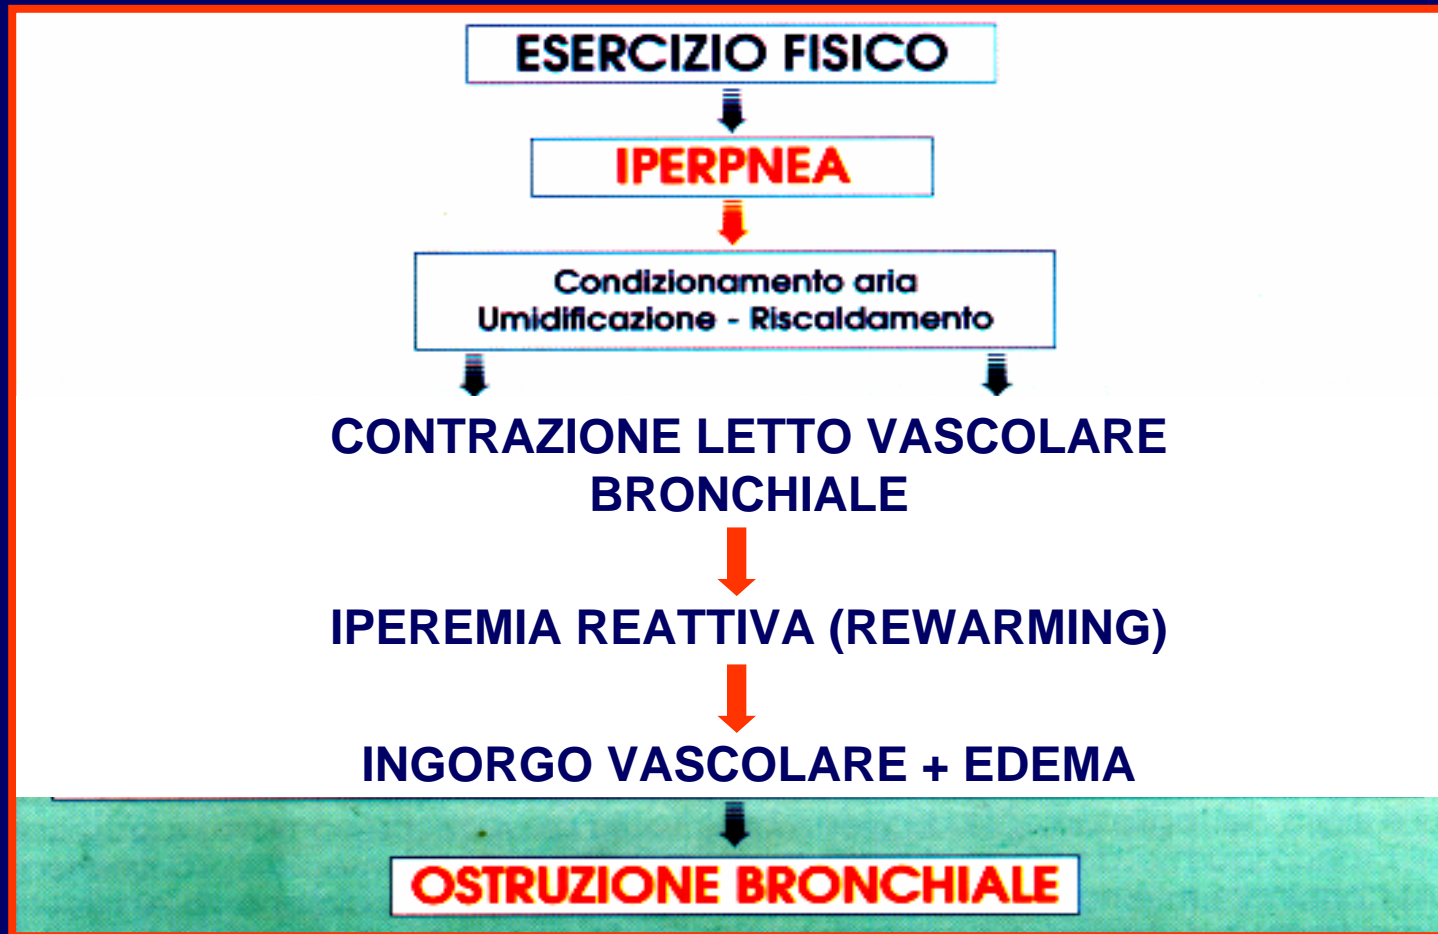 ESERCIZIO FISICO
IPERPNEA
Condizionamento aria
Umidificazione - Riscaldamento
CONTRAZIONE LETTO VASCOLARE
BRONCHIALE
IPEREMIA REATTIVA (REWARMING)
INGORGO VASCOLARE + EDEMA
OSTRUZIONE BRONCHIALE